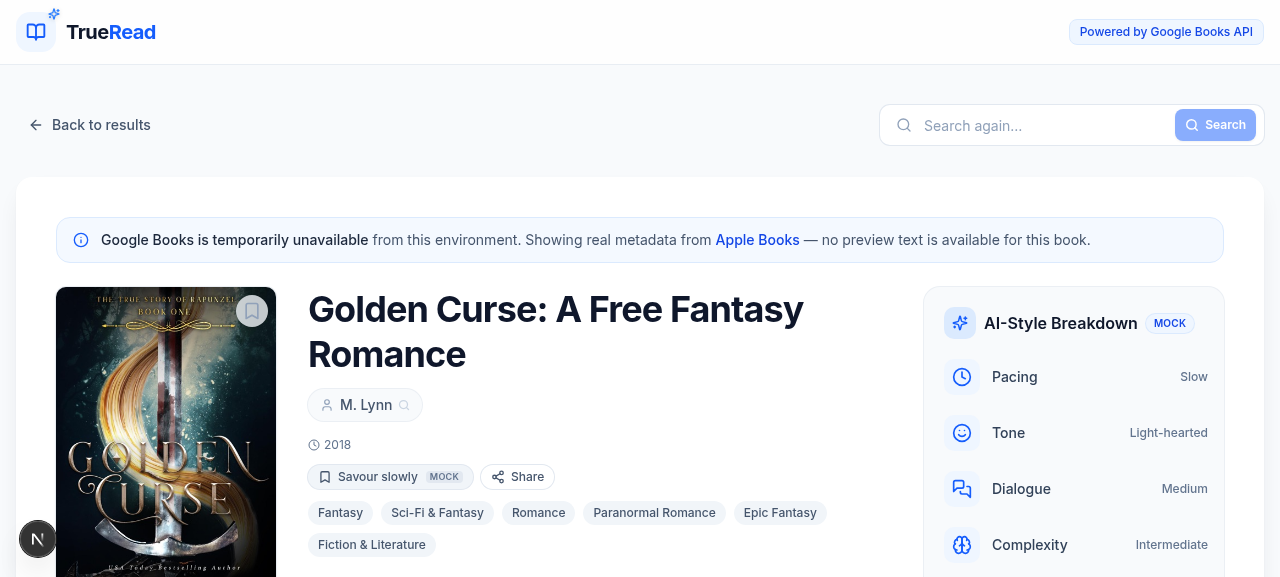 TrueRead
Powered by Google Books API
Back to results
Search again...
Search
Google Books is temporarily unavailable from this environment. Showing real metadata from Apple Books — no preview text is available for this book.
THE TRUE STORY OF RAPUNZEL
BOOK ONE
GOLDEN
CURSE
USA Today Bestselling Author
Golden Curse: A Free Fantasy
Romance
M. Lynn
2018
Savour slowly MOCK
Share
Fantasy
Sci-Fi & Fantasy
Romance
Paranormal Romance
Epic Fantasy
Fiction & Literature
AI-Style Breakdown MOCK
Pacing Slow
Tone Light-hearted
Dialogue Medium
Complexity Intermediate
N